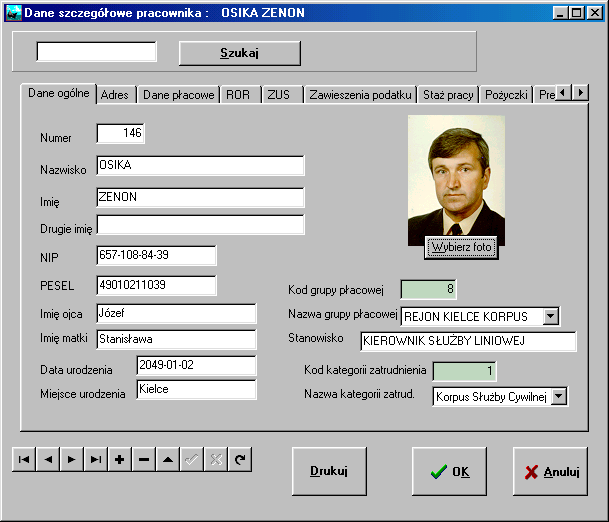 Dane szczegółowe pracownika : OSIKA ZENON
Szukaj
Dane ogólne Adres Dane płacowe ROR ZUS Zawieszenia podatku Staż pracy Pożyczki Pre
Numer 146
Nazwisko OSIKA
Imię ZENON
Drugie imię
Wybierz foto
NIP 657-108-84-39
PESEL 49010211039
Kod grupy płacowej 8
Imię ojca Józef
Nazwa grupy płacowej REJON KIELCE KORPUS
Imię matki Stanisława
Stanowisko KIEROWNIK SŁUŻBY LINIOWEJ
Data urodzenia 2049-01-02
Kod kategorii zatrudnienia 1
Miejsce urodzenia Kielce
Nazwa kategorii zatrud. Korpus Służby Cywilnej
Drukuj OK Anuluj